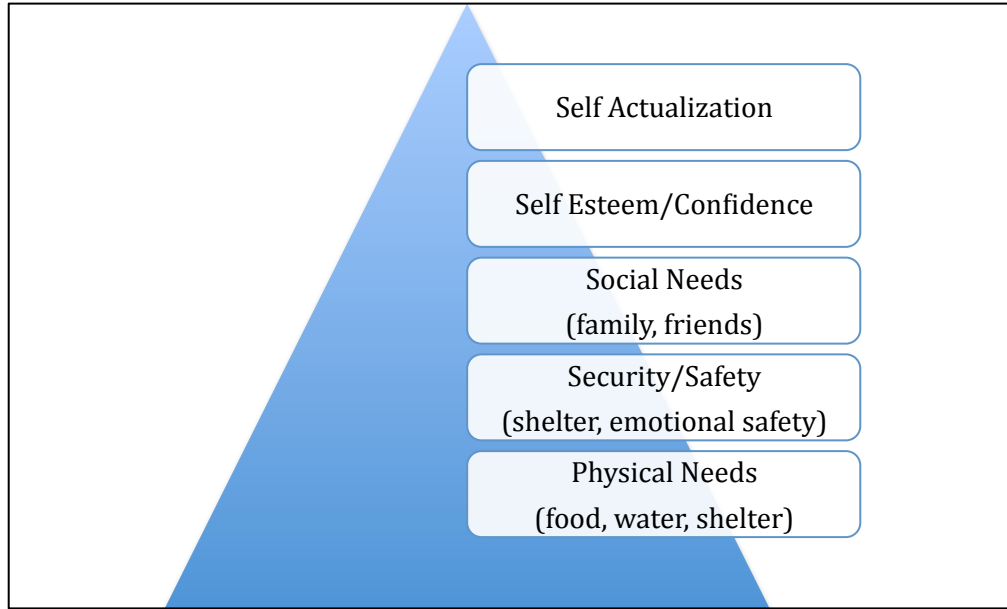 Self Actualization
Self Esteem/Confidence
Social Needs
(family, friends)
Security/Safety
(shelter, emotional safety)
Physical Needs
(food, water, shelter)